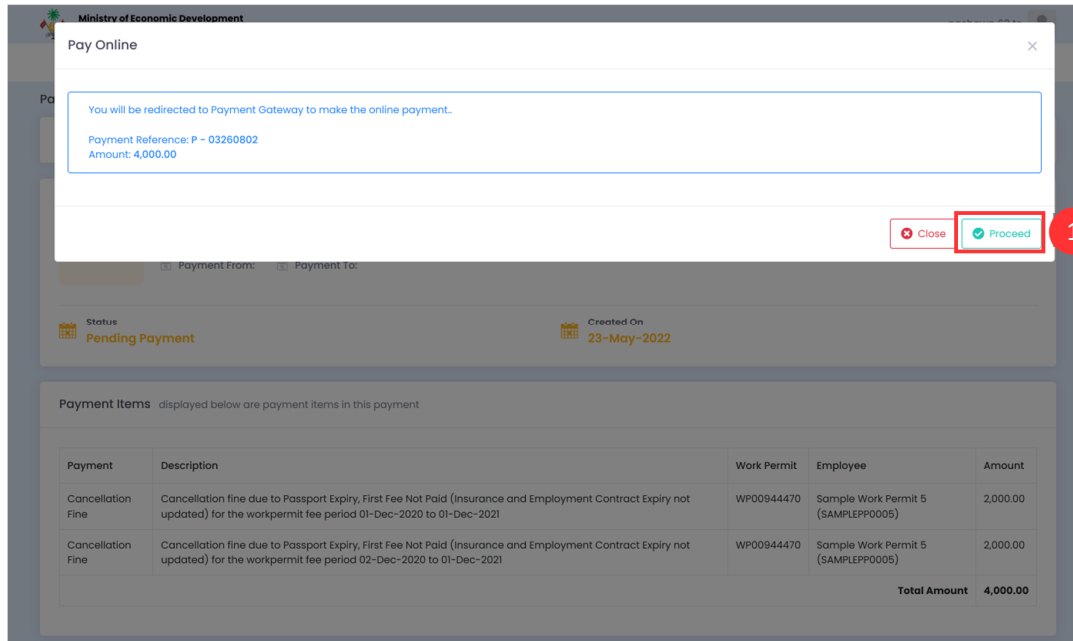 Ministry of Economic Development
Pay Online
You will be redirected to Payment Gateway to make the online payment..
Payment Reference: P - 03260802
Amount: 4,000.00
Close
Proceed
1
Payment From:
Payment To:
Status
Pending Payment
Created On
23-May-2022
Payment Items displayed below are payment items in this payment
Payment Description Work Permit Employee Amount
Cancellation Fine
Cancellation fine due to Passport Expiry, First Fee Not Paid (Insurance and Employment Contract Expiry not
updated) for the workpermit fee period 01-Dec-2020 to 01-Dec-2021
WP00944470
Sample Work Permit 5
(SAMPLEPP0005)
2,000.00
Cancellation Fine
Cancellation fine due to Passport Expiry, First Fee Not Paid (Insurance and Employment Contract Expiry not
updated) for the workpermit fee period 02-Dec-2020 to 01-Dec-2021
WP00944470
Sample Work Permit 5
(SAMPLEPP0005)
2,000.00
Total Amount 4,000.00